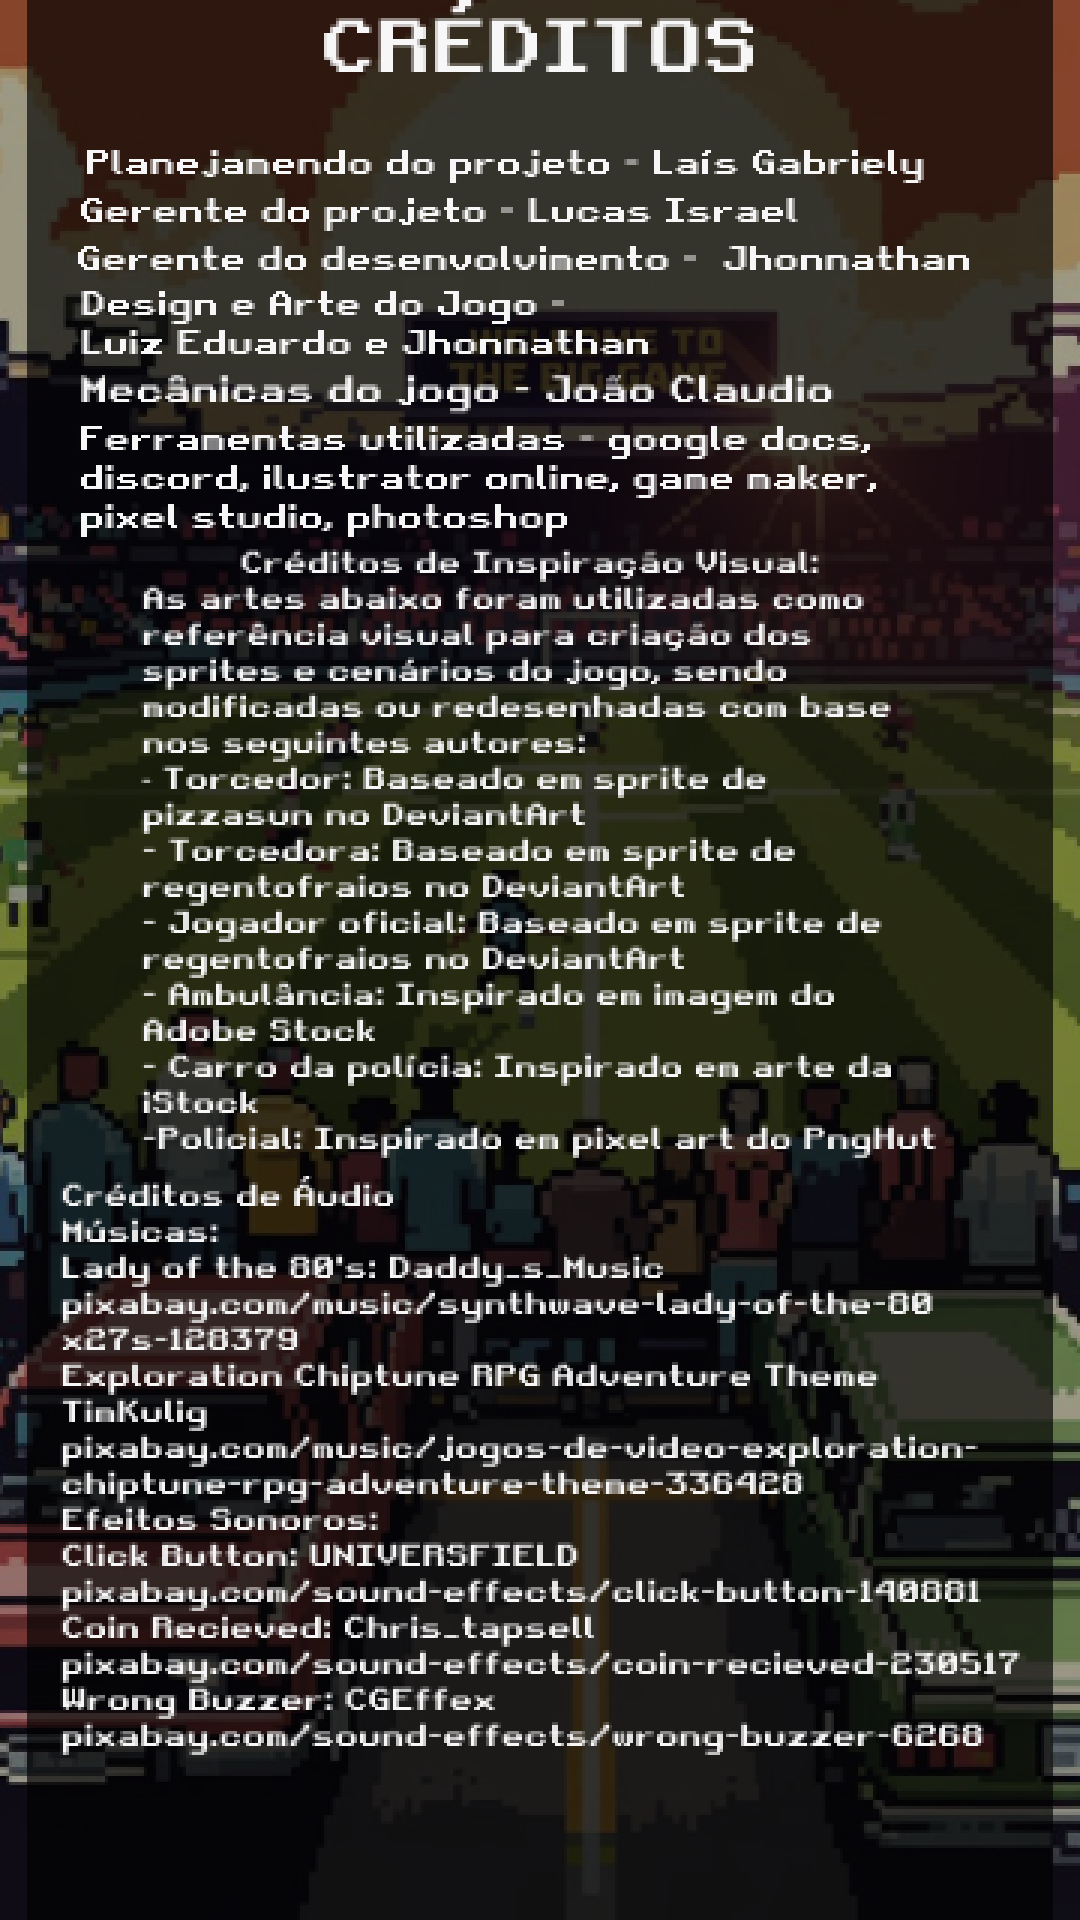 CRÉDITOS
Planejamendo do projeto - Laís Gabriely
Gerente do projeto - Lucas Israel
Gerente do desenvolvimento - Jhonnathan
Design e Arte do Jogo -
Luiz Eduardo e Jhonnathan
WELCOME TO
THE BIG GAME
Mecânicas do jogo - João Claudio
Ferramentas utilizadas - google docs,
discord, ilustrator online, game maker,
pixel studio, photoshop
Créditos de Inspiração Visual:
As artes abaixo foram utilizadas como
referência visual para criação dos
sprites e cenários do jogo, sendo
modificadas ou redesenhadas com base
nos seguintes autores:
- Torcedor: Baseado em sprite de
pizzasun no DeviantArt
- Torcedora: Baseado em sprite de
regentofraios no DeviantArt
- Jogador oficial: Baseado em sprite de
regentofraios no DeviantArt
- Ambulância: Inspirado em imagem do
Adobe Stock
- Carro da polícia: Inspirado em arte da
iStock
-Policial: Inspirado em pixel art do PngHut
Créditos de Áudio
Músicas:
Lady of the 80's: Daddy_s_Music
pixabay.com/music/synthwave-lady-of-the-80
x27s-128379
Exploration Chiptune RPG Adventure Theme
TimKulig
pixabay.com/music/jogos-de-video-exploration-
chiptune-rpg-adventure-theme-336428
Efeitos Sonoros:
Click Button: UNIVERSFIELD
pixabay.com/sound-effects/click-button-140881
Coin Recieved: Chris_tapsell
pixabay.com/sound-effects/coin-recieved-230517
Wrong Buzzer: CGEffex
pixabay.com/sound-effects/wrong-buzzer-6268